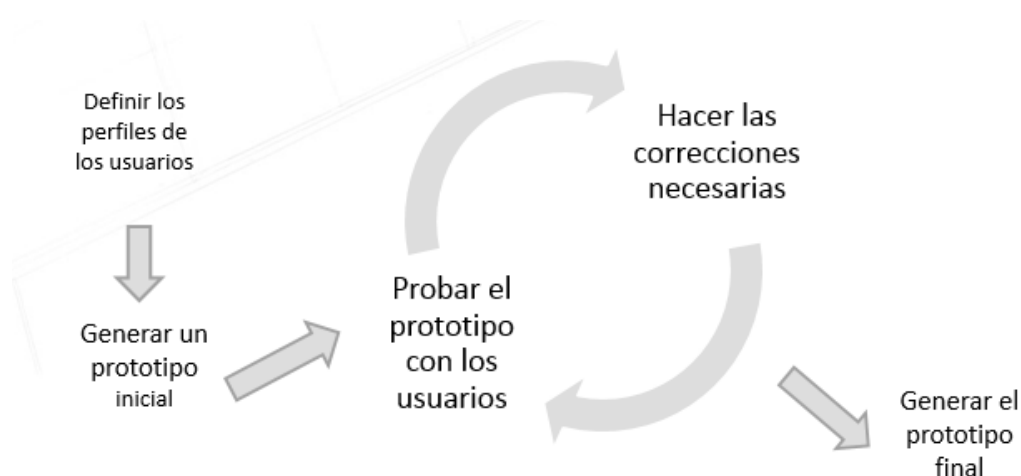 Definir los
perfiles de
los usuarios
Generar un
prototipo
inicial
Probar el
prototipo
con los
usuarios
Hacer las
correcciones
necesarias
Generar el
prototipo
final